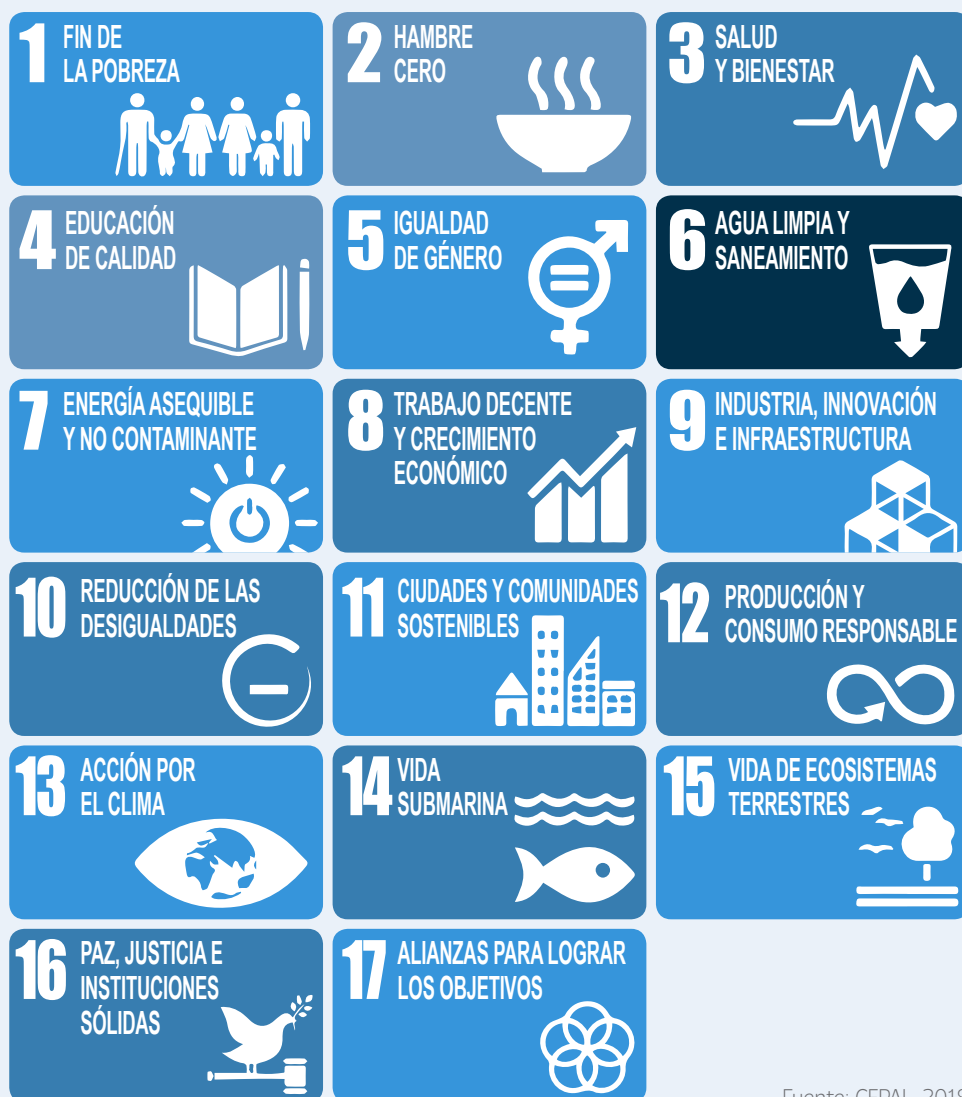 1 FIN DE
LA POBREZA
2 HAMBRE
CERO
3 SALUD
Y BIENESTAR
4 EDUCACIÓN
DE CALIDAD
5 IGUALDAD
DE GÉNERO
6 AGUA LIMPIA Y
SANEAMIENTO
7 ENERGÍA ASEQUIBLE
Y NO CONTAMINANTE
8 TRABAJO DECENTE
Y CRECIMIENTO
ECONÓMICO
9 INDUSTRIA, INNOVACIÓN
E INFRAESTRUCTURA
10 REDUCCIÓN DE LAS
DESIGUALDADES
11 CIUDADES Y COMUNIDADES
SOSTENIBLES
12 PRODUCCIÓN Y
CONSUMO RESPONSABLE
13 ACCIÓN POR
EL CLIMA
14 VIDA
SUBMARINA
15 VIDA DE ECOSISTEMAS
TERRESTRES
16 PAZ, JUSTICIA E
INSTITUCIONES
SÓLIDAS
17 ALIANZAS PARA LOGRAR
LOS OBJETIVOS
Fuente: CEPAL, 2018